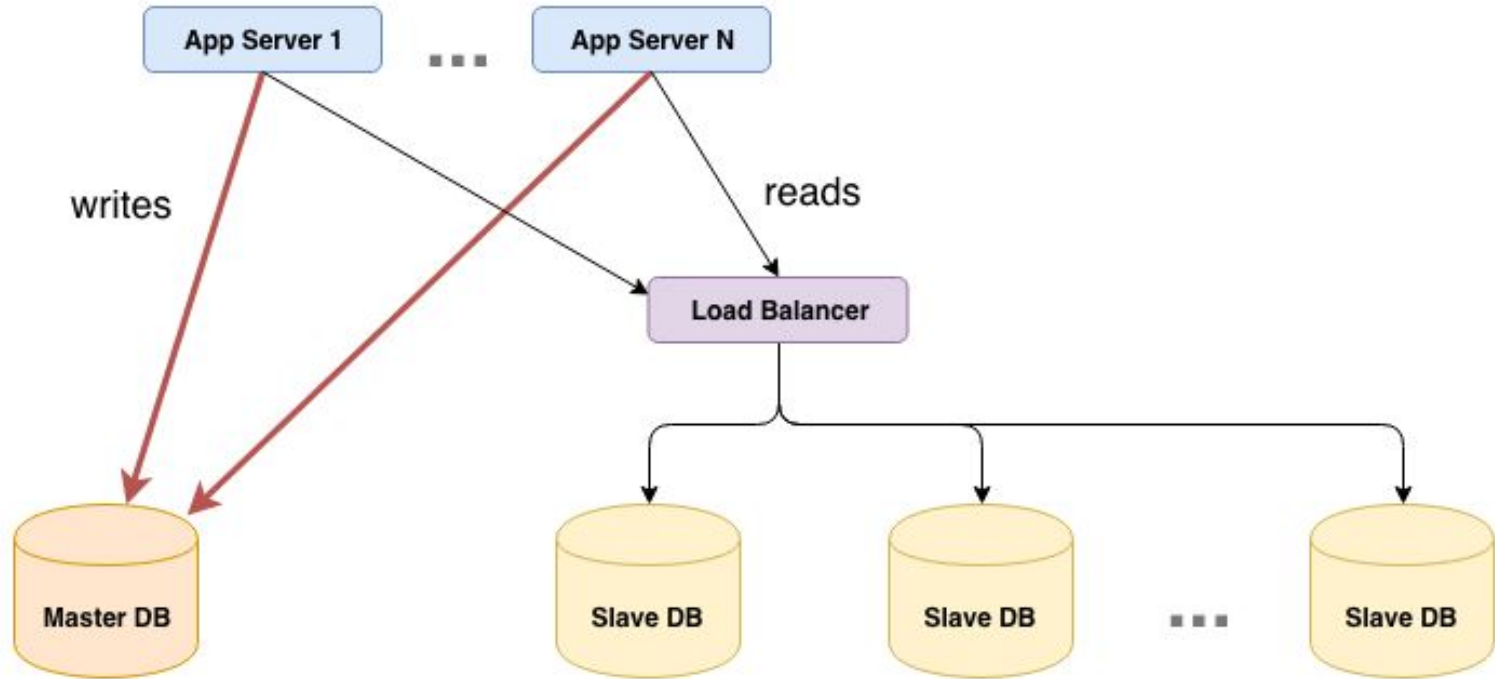 App Server 1
App Server N
writes
reads
Load Balancer
Master DB
Slave DB
Slave DB
Slave DB